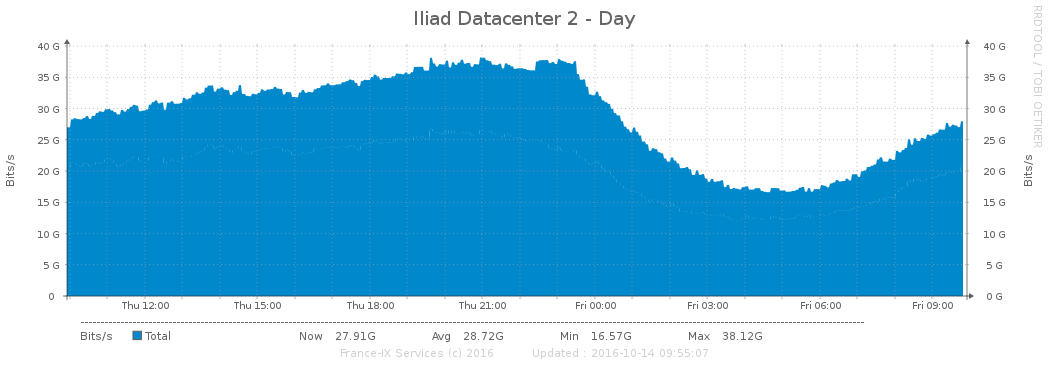 Iliad Datacenter 2 - Day
RRDTOOL / TOBI OETIKER
Bits/s
40 G 40 G
35 G 35 G
30 G 30 G
25 G 25 G
20 G 20 G
15 G 15 G
10 G 10 G
5 G 5 G
0 0 G
Bits/s
Thu 12:00 Thu 15:00 Thu 18:00 Thu 21:00 Fri 00:00 Fri 03:00 Fri 06:00 Fri 09:00
Bits/s Total Now 27.91G Avg 28.72G Min 16.57G Max 38.12G
France-IX Services (c) 2016 Updated : 2016-10-14 09:55:07